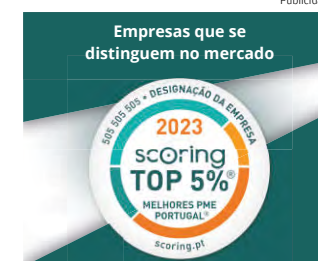 Publicida
Empresas que se
distinguem no mercado
505 505 505 * DESIGNAÇÃO DA EMPRESA
2023
scoring
TOP 5%®
MELHORES PME
PORTUGAL®
scoring.pt